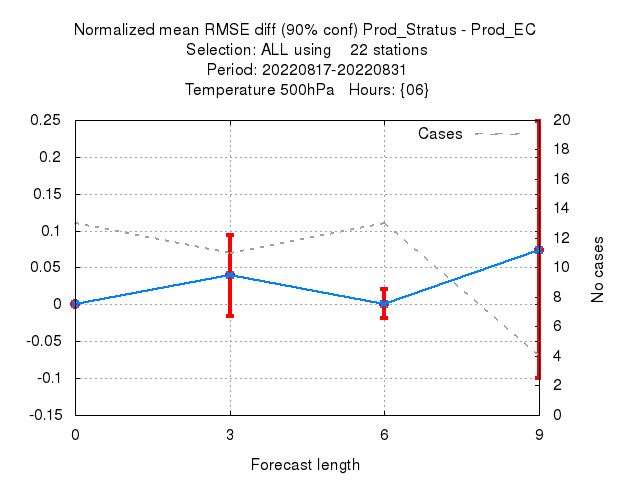 Normalized mean RMSE diff (90% conf) Prod_Stratus - Prod_EC
Selection: ALL using    22 stations
Period: 20220817-20220831
Temperature 500hPa   Hours: {06}
Cases
0.25
0.2
0.15
0.1
0.05
0
-0.05
-0.1
-0.15
20
18
16
14
12
10
8
6
4
2
0
No cases
0 3 6 9
Forecast length